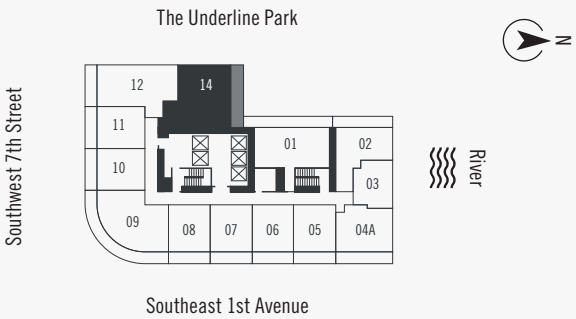 The Underline Park
N
Southwest 7th Street
12
14
11
01
02
10
03
River
09
08
07
06
05
04A
Southeast 1st Avenue